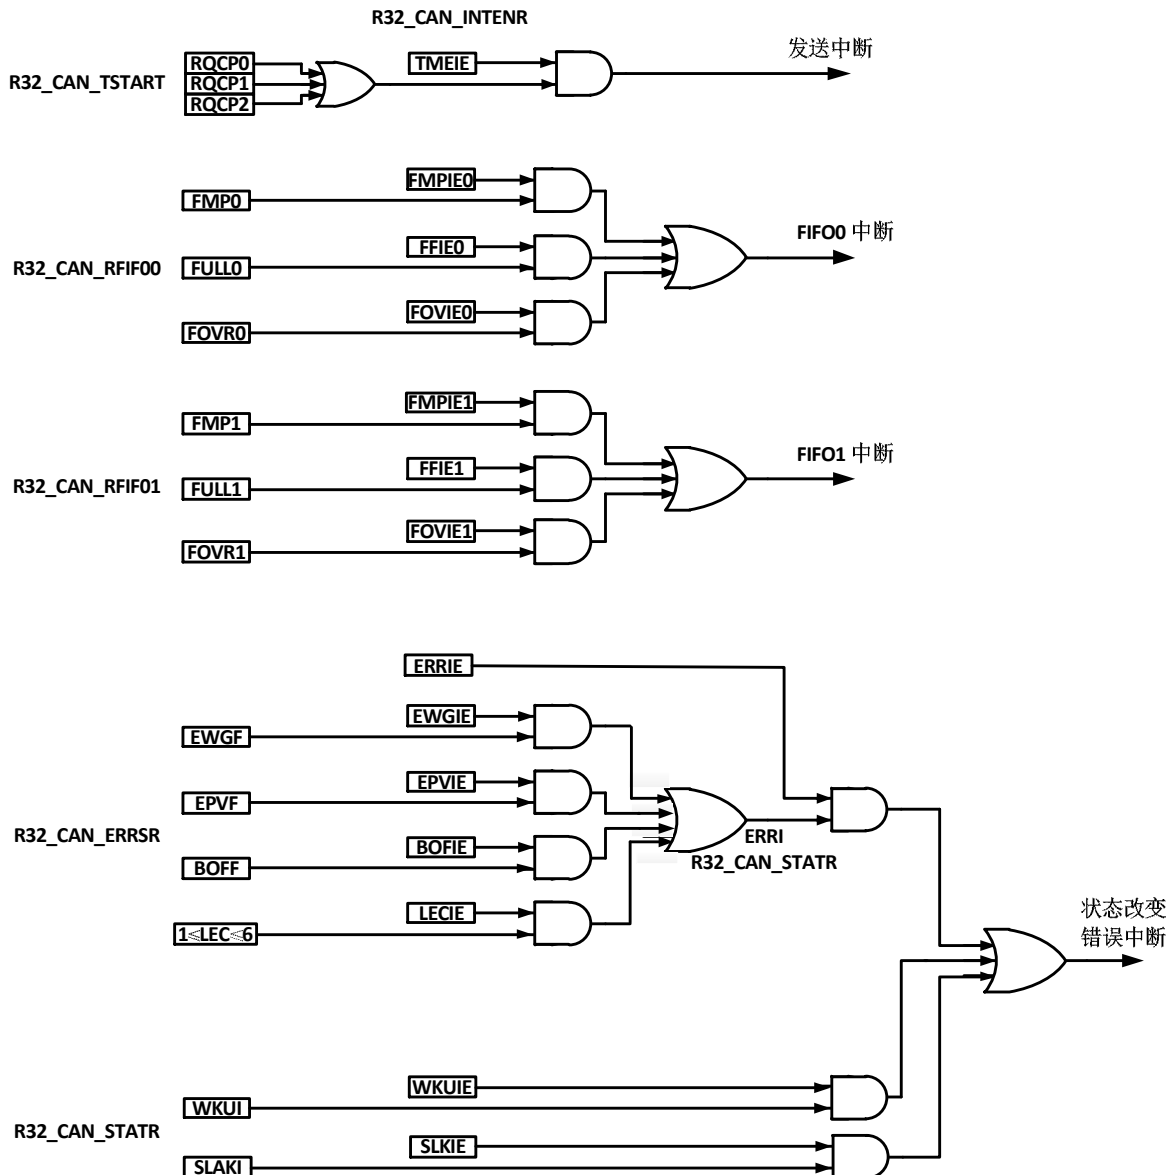 R32_CAN_INTENR
发送中断
R32_CAN_TSTART
RQCP0
RQCP1
RQCP2
TMEIE
FMPIE0
FMP0
FIFO0 中断
R32_CAN_RFIF00
FFIE0
FULL0
FOVIE0
FOVR0
FMPIE1
FMP1
FIFO1 中断
R32_CAN_RFIF01
FFIE1
FULL1
FOVIE1
FOVR1
ERRIE
EWGIE
EWGF
EPVIE
EPVF
R32_CAN_ERRSR
BOFIE
BOFF
ERRI
R32_CAN_STATR
LECIE
1≤LEC≤6
状态改变
错误中断
WKUIE
WKUI
R32_CAN_STATR
SLKIE
SLAKI